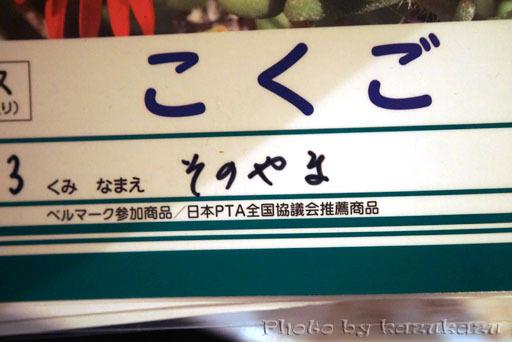 こくご
ス
り)
3 くみ なまえ そのやま
ベルマーク参加商品/日本PTA全国協議会推薦商品
Photo by kazukazu